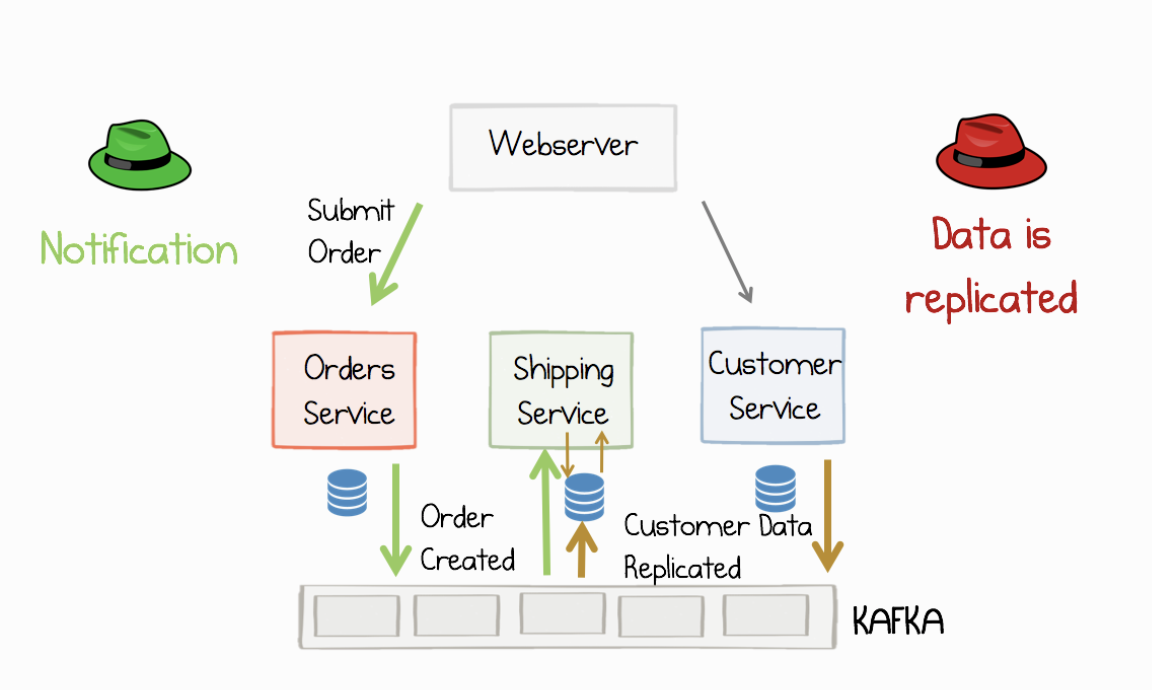 Webserver
Notification
Submit
Order
Data is
replicated
Orders
Service
Shipping
Service
Customer
Service
Order
Created
Customer Data
Replicated
KAFKA